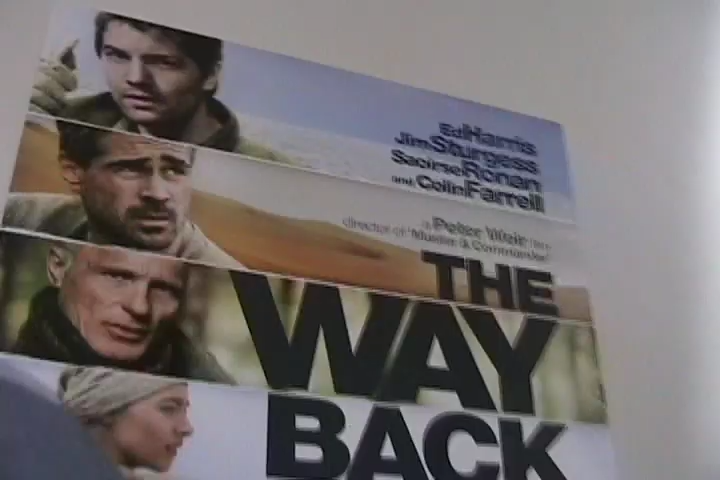 Ed Harris
Jim Sturgess
Saoirse Ronan
and Colin Farrell
a Peter Weir film
director of 'Master & Commander'
THE
WAY
BACK